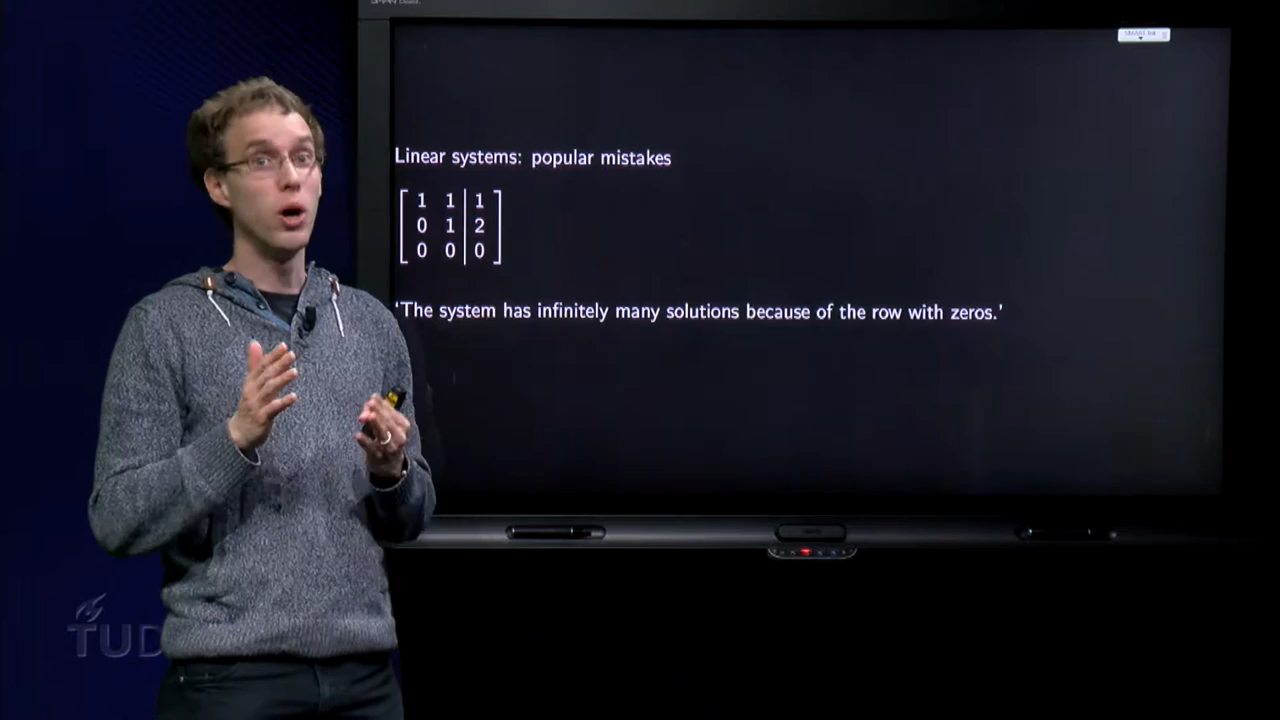 Linear systems: popular mistakes
1 1 1
0 1 2
0 0 0
'The system has infinitely many solutions because of the row with zeros.'
TUD